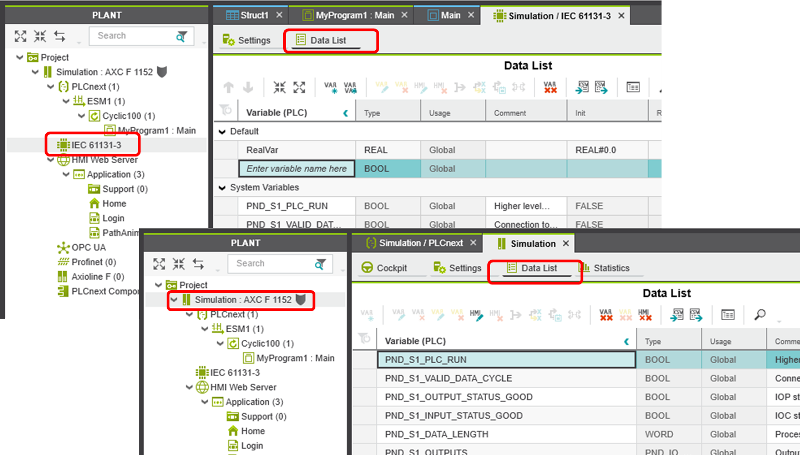 PLANT
Search
Project
Simulation : AXC F 1152
PLCnext (1)
ESM1 (1)
Cyclic100 (1)
MyProgram1 : Main
IEC 61131-3
HMI Web Server
Application (3)
Support (0)
Home
Login
PathAnim
OPC UA
Profinet (0)
Axioline F (0)
PLCnext Compon
Struct1 × MyProgram1 : Main × Main × Simulation / IEC 61131-3 ×
Settings Data List
Data List
Variable (PLC) Type Usage Comment Init R
Default
RealVar REAL Global REAL#0.0
Enter variable name here BOOL Global
System Variables
PND_S1_PLC_RUN BOOL Global Higher level... FALSE
PND_S1_VALID_DAT... BOOL Global Connection to... FALSE
PLANT
Search
Project
Simulation : AXC F 1152
PLCnext (1)
ESM1 (1)
Cyclic100 (1)
MyProgram1 : Main
IEC 61131-3
HMI Web Server
Application (3)
Support (0)
Home
Login
Simulation / PLCnext × Simulation ×
Cockpit Settings Data List Statistics
Data List
Variable (PLC) Type Usage Comme
PND_S1_PLC_RUN BOOL Global Higher
PND_S1_VALID_DATA_CYCLE BOOL Global Conne
PND_S1_OUTPUT_STATUS_GOOD BOOL Global IOP st
PND_S1_INPUT_STATUS_GOOD BOOL Global IOC st
PND_S1_DATA_LENGTH WORD Global Proces
PND_S1_OUTPUTS PND_IO Global Output